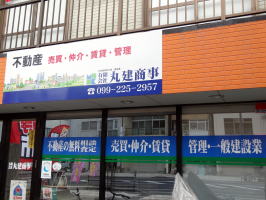 不動産 売買・仲介・賃貸・管理
有限会社 丸建商事
☎099-225-2957
不動産の無料査定
売買・仲介・賃貸
管理・一般建設業